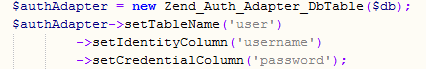 $authAdapter = new Zend_Auth_Adapter_DbTable($db);
$authAdapter->setTableName('user')
->setIdentityColumn('username')
->setCredentialColumn('password');